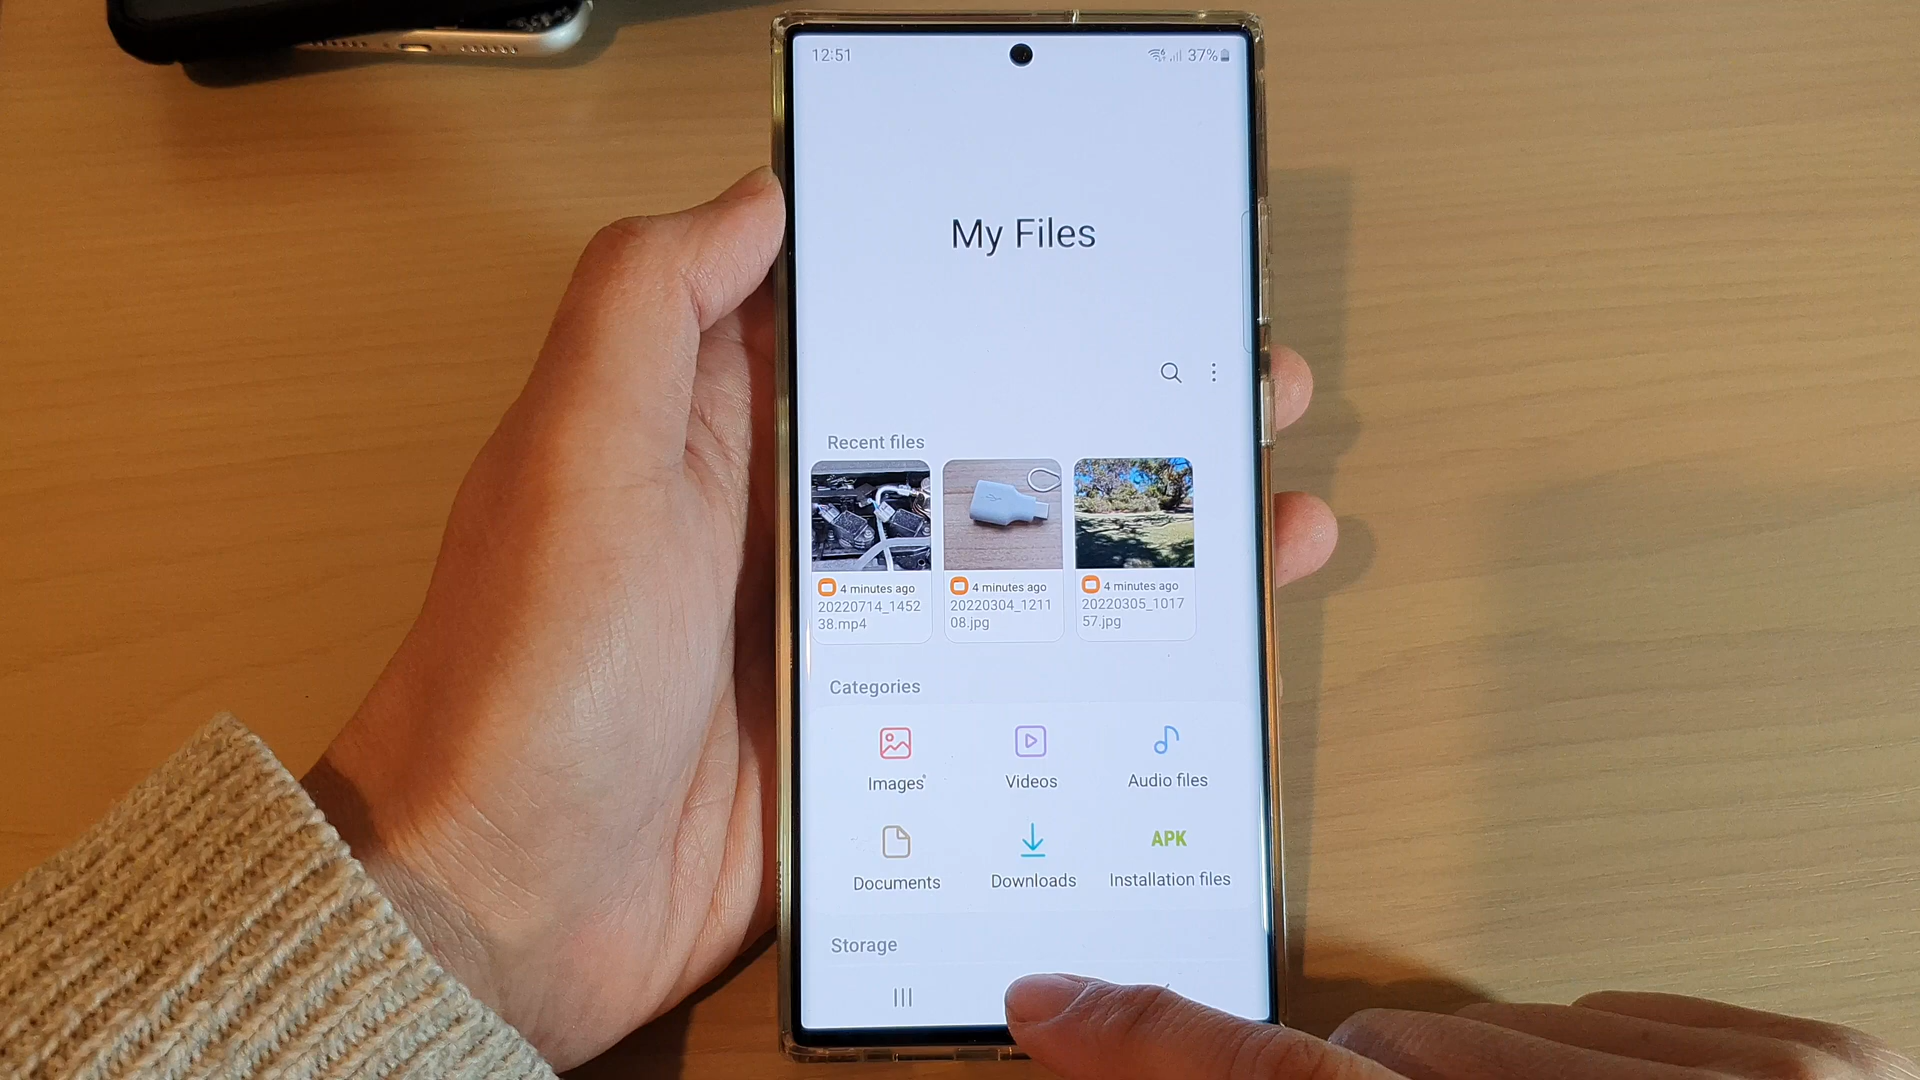 12:51
37%
My Files
Recent files
4 minutes ago
20220714_1452
38.mp4
4 minutes ago
20220304_1211
08.jpg
4 minutes ago
20220305_1017
57.jpg
Categories
Images
Videos
Audio files
Documents
Downloads
APK
Installation files
Storage